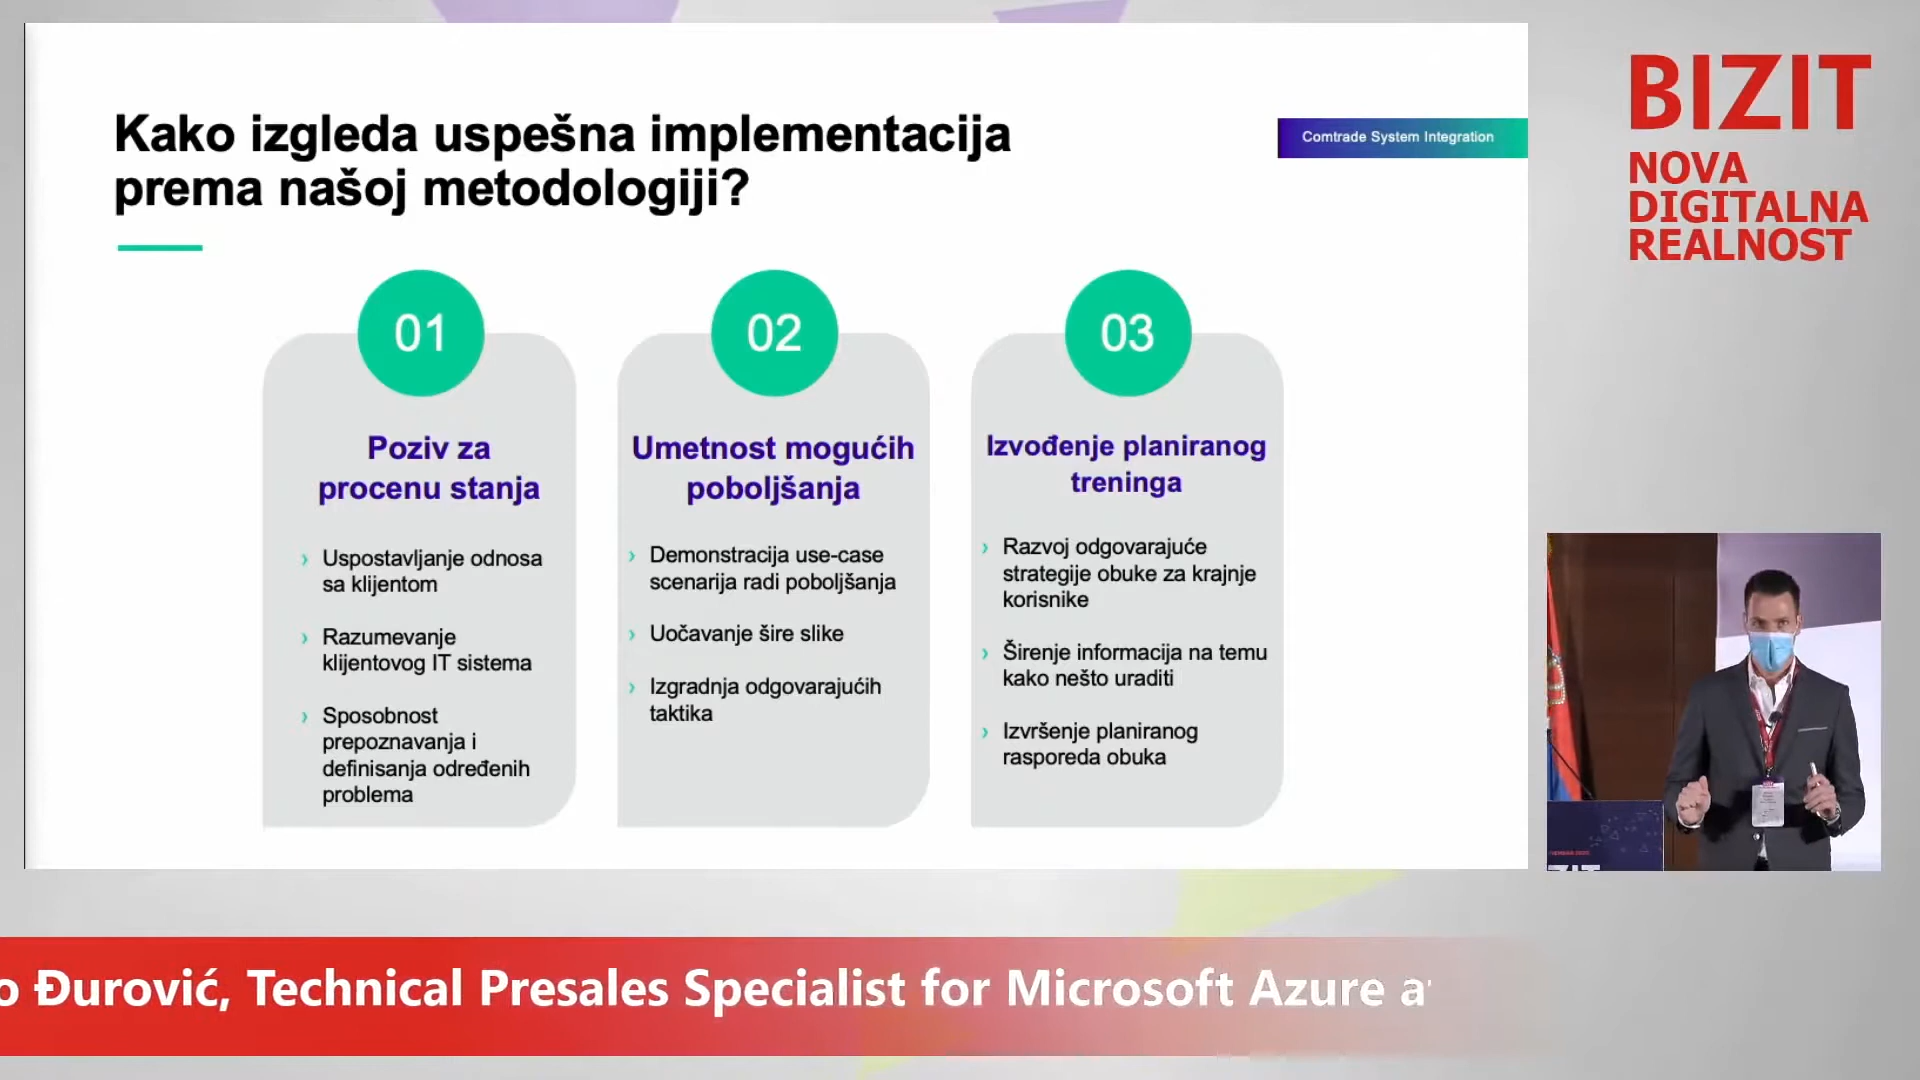 Kako izgleda uspešna implementacija
prema našoj metodologiji?
Comtrade System Integration
01
Poziv za
procenu stanja
› Uspostavljanje odnosa
sa klijentom
› Razumevanje
klijentovog IT sistema
› Sposobnost
prepoznavanja i
definisanja određenih
problema
02
Umetnost mogućih
poboljšanja
› Demonstracija use-case
scenarija radi poboljšanja
› Uočavanje šire slike
› Izgradnja odgovarajućih
taktika
03
Izvođenje planiranog
treninga
› Razvoj odgovarajuće
strategije obuke za krajnje
korisnike
› Širenje informacija na temu
kako nešto uraditi
› Izvršenje planiranog
rasporeda obuka
BIZIT
NOVA
DIGITALNA
REALNOST
o Đurović, Technical Presales Specialist for Microsoft Azure a